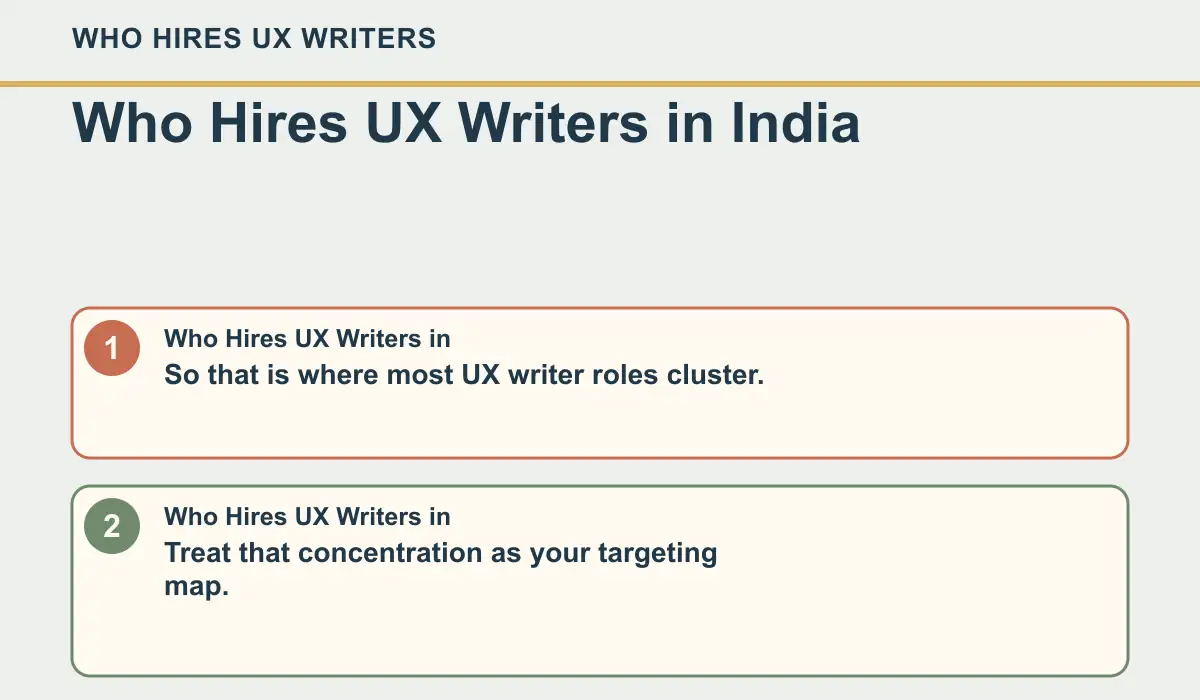 WHO HIRES UX WRITERS
Who Hires UX Writers in India
1
Who Hires UX Writers in
So that is where most UX writer roles cluster.
2
Who Hires UX Writers in
Treat that concentration as your targeting
map.